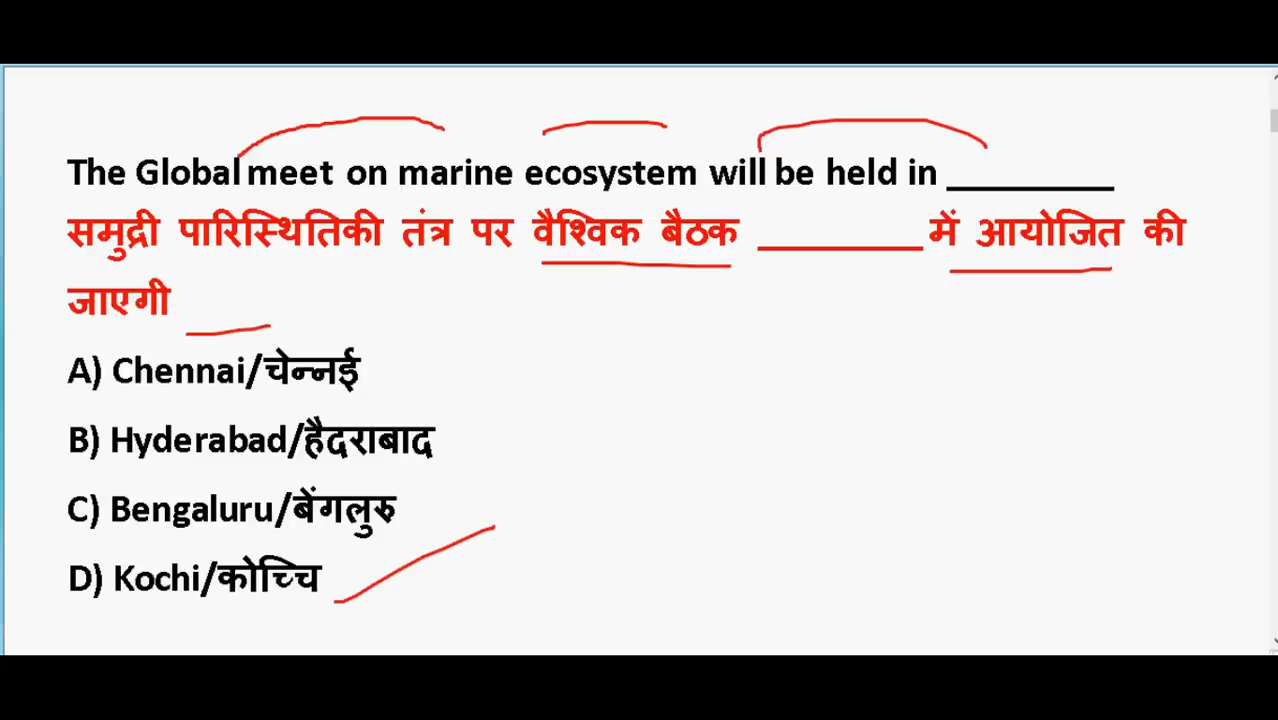 The Global meet on marine ecosystem will be held in _________
समुद्री पारिस्थितिकी तंत्र पर वैश्विक बैठक _________ में आयोजित की
जाएगी
A) Chennai/चेन्नई
B) Hyderabad/हैदराबाद
C) Bengaluru/बेंगलुरु
D) Kochi/कोच्चि